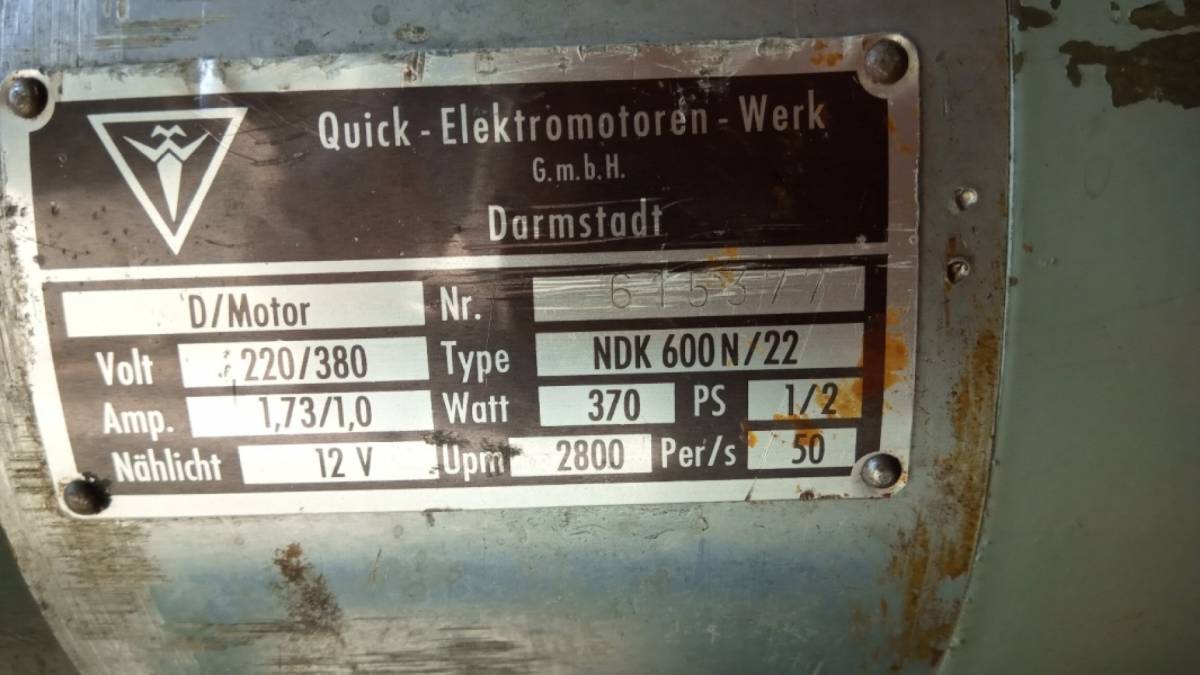 Quick - Elektromotoren - Werk
G.m.b.H.
Darmstadt
D/Motor Nr. 615377
Volt 220/380 Type NDK 600 N/22
Amp. 1,73/1,0 Watt 370 PS 1/2
Nählicht 12 V Upm 2800 Per/s 50